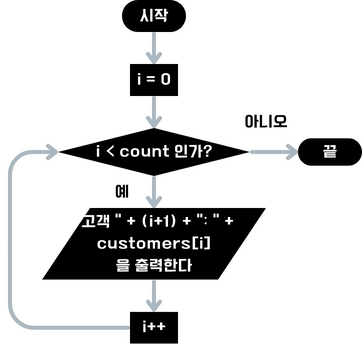 시작
i = 0
i < count 인가?
아니오
끝
예
고객 " + (i+1) + ": " +
customers[i]
을 출력한다
i++